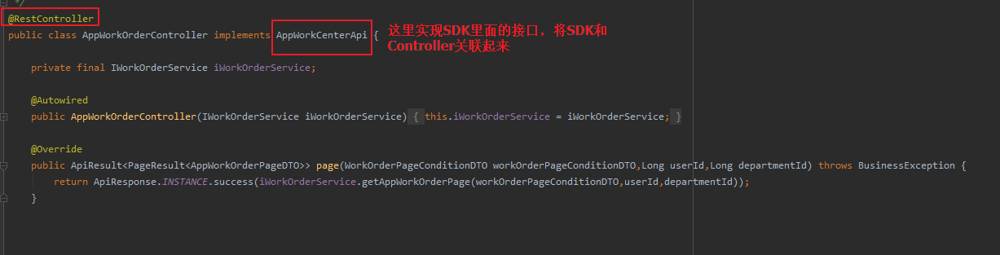 */
@RestController
public class AppWorkOrderController implements AppWorkCenterApi {
这里实现SDK里面的接口，将SDK和
Controller关联起来
private final IWorkOrderService iWorkOrderService;
@Autowired
public AppWorkOrderController(IWorkOrderService iWorkOrderService) { this.iWorkOrderService = iWorkOrderService; }
@Override
public ApiResult<PageResult<AppWorkOrderPageDTO>> page(WorkOrderPageConditionDTO workOrderPageConditionDTO,Long userId,Long departmentId) throws BusinessException {
return ApiResponse.INSTANCE.success(iWorkOrderService.getAppWorkOrderPage(workOrderPageConditionDTO,userId,departmentId));
}